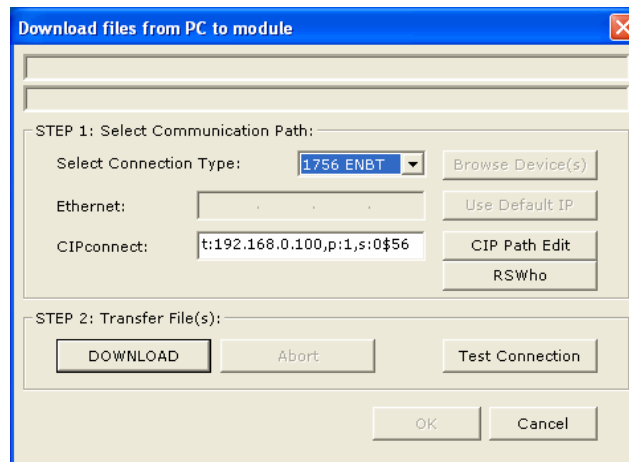 Download files from PC to module
STEP 1: Select Communication Path:
Select Connection Type: 1756 ENBT Browse Device(s)
Ethernet: . . . Use Default IP
CIPconnect: t:192.168.0.100,p:1,s:0$56 CIP Path Edit
RSWho
STEP 2: Transfer File(s):
DOWNLOAD Abort Test Connection
OK Cancel